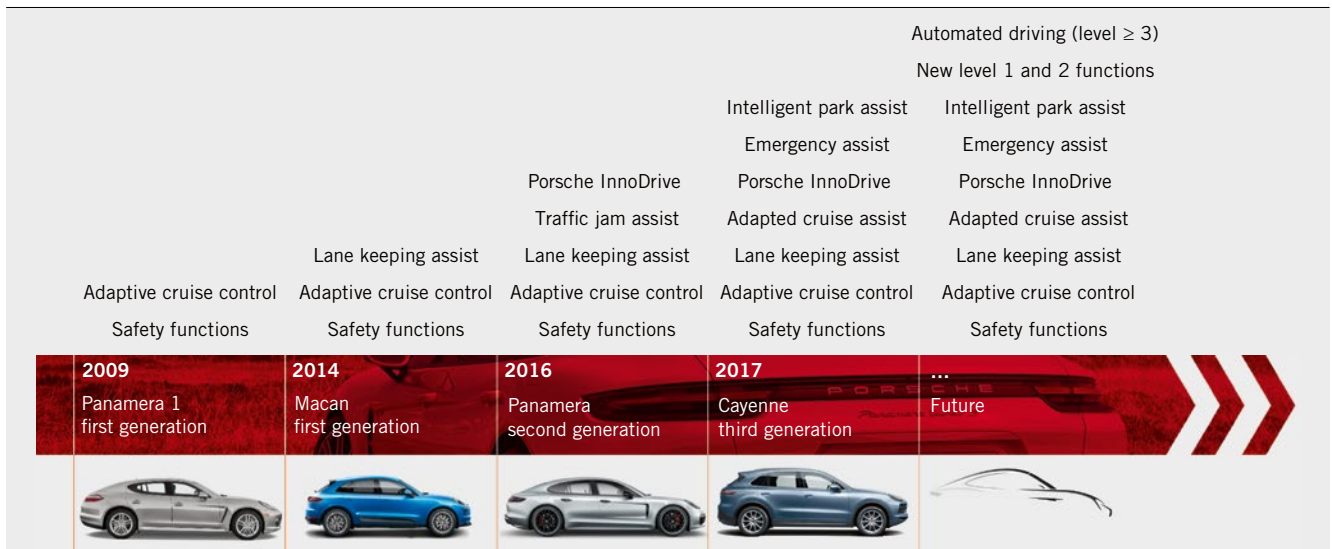 Automated driving (level ≥ 3)
New level 1 and 2 functions
Intelligent park assist Intelligent park assist
Emergency assist Emergency assist
Porsche InnoDrive Porsche InnoDrive Porsche InnoDrive
Traffic jam assist Adapted cruise assist Adapted cruise assist
Lane keeping assist Lane keeping assist Lane keeping assist Lane keeping assist
Adaptive cruise control Adaptive cruise control Adaptive cruise control Adaptive cruise control Adaptive cruise control
Safety functions Safety functions Safety functions Safety functions Safety functions
2009 2014 2016 2017 ...
PORSCHE
Panamera 1 Macan Panamera Cayenne Future
first generation first generation second generation third generation